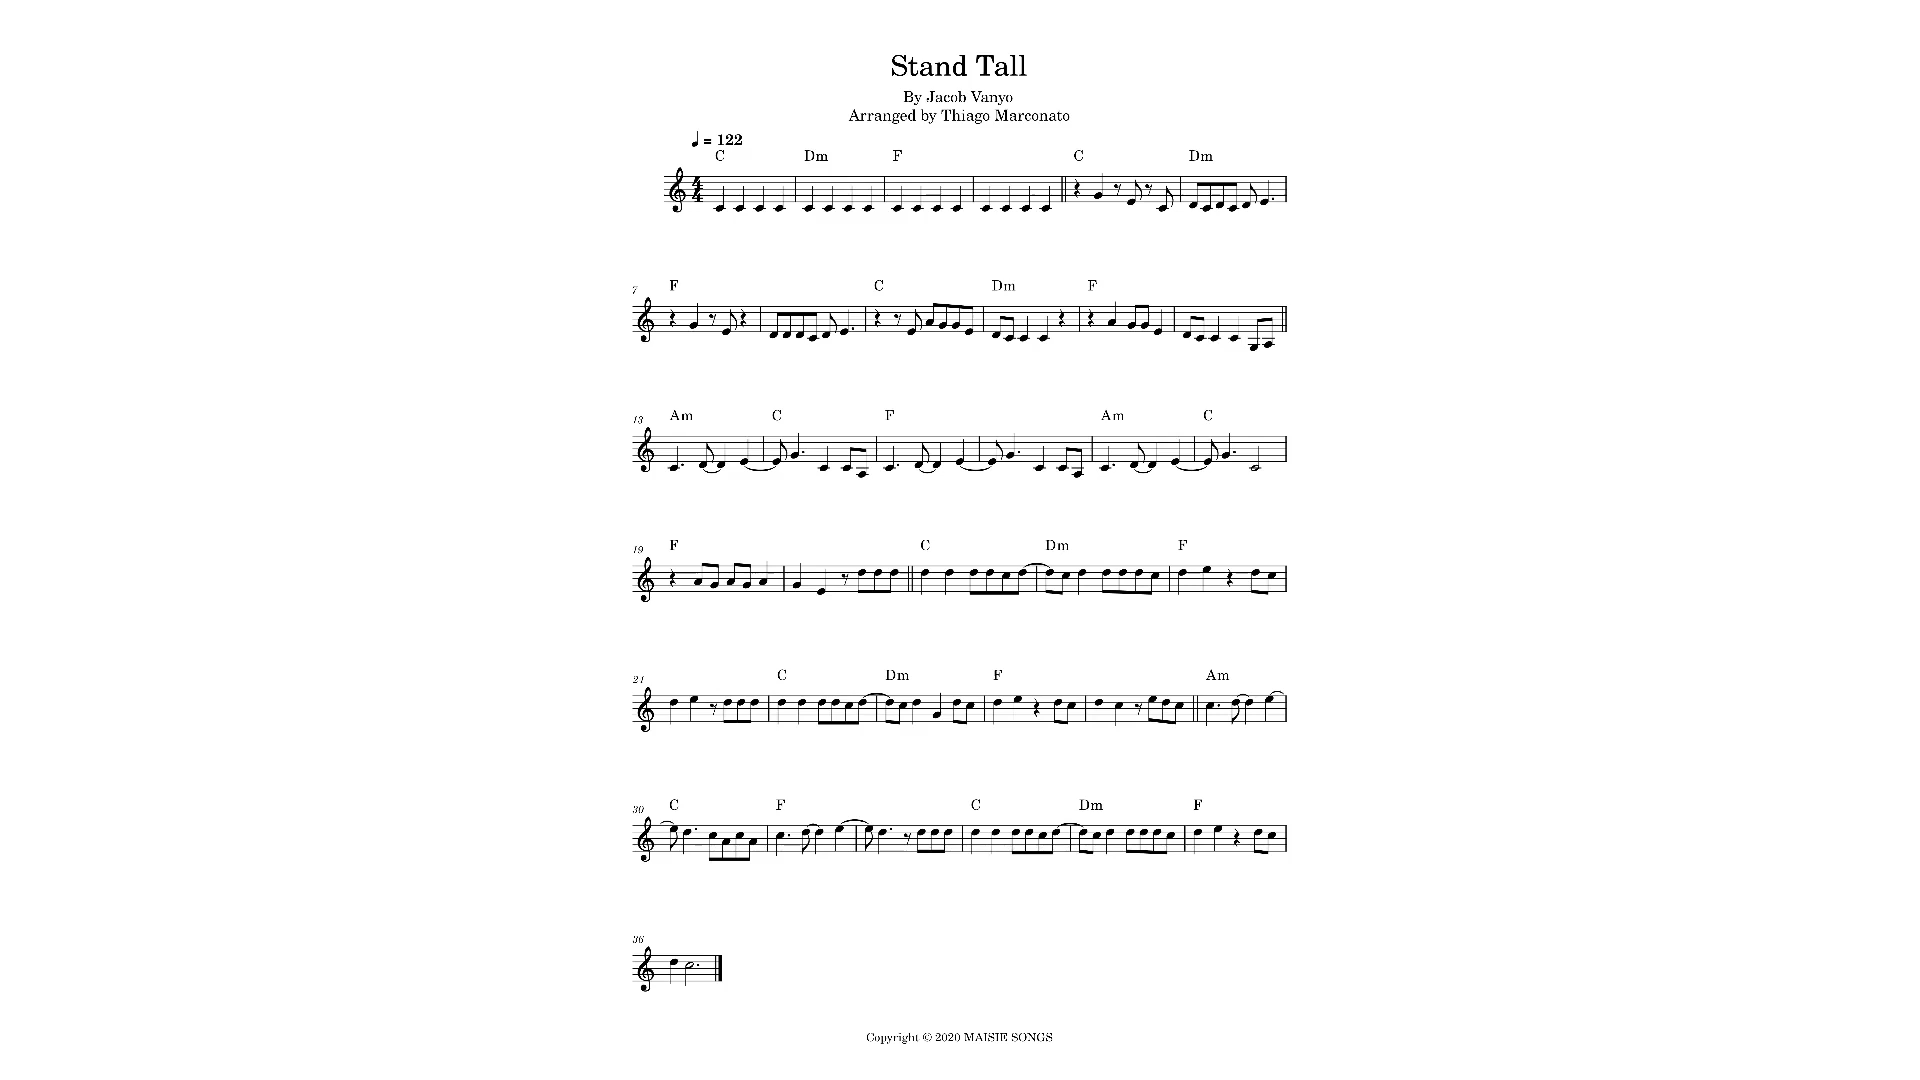 Stand Tall
By Jacob Vanyo
Arranged by Thiago Marconato
= 122
C Dm F C Dm
4
4
7
F C Dm F
13
Am C F Am C
19
F C Dm F
24
C Dm F Am
30
C F C Dm F
36
Copyright © 2020 MAISIE SONGS